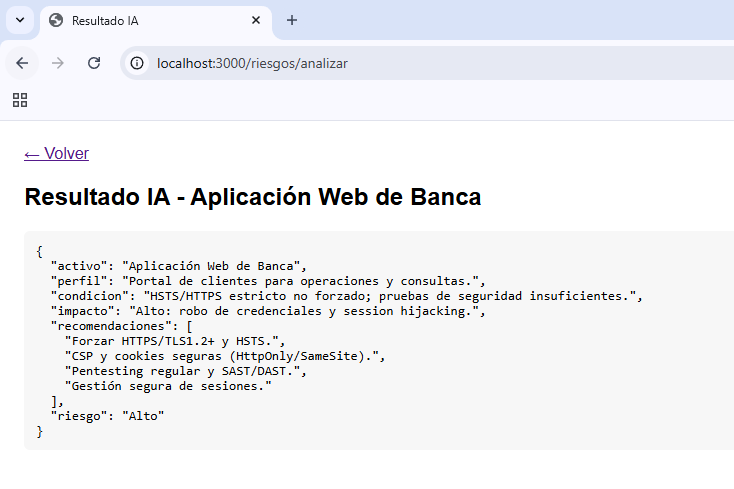 Resultado IA
localhost:3000/riesgos/analizar
← Volver
Resultado IA - Aplicación Web de Banca
{
  "activo": "Aplicación Web de Banca",
  "perfil": "Portal de clientes para operaciones y consultas.",
  "condicion": "HSTS/HTTPS estricto no forzado; pruebas de seguridad insuficientes.",
  "impacto": "Alto: robo de credenciales y session hijacking.",
  "recomendaciones": [
    "Forzar HTTPS/TLS1.2+ y HSTS.",
    "CSP y cookies seguras (HttpOnly/SameSite).",
    "Pentesting regular y SAST/DAST.",
    "Gestión segura de sesiones."
  ],
  "riesgo": "Alto"
}